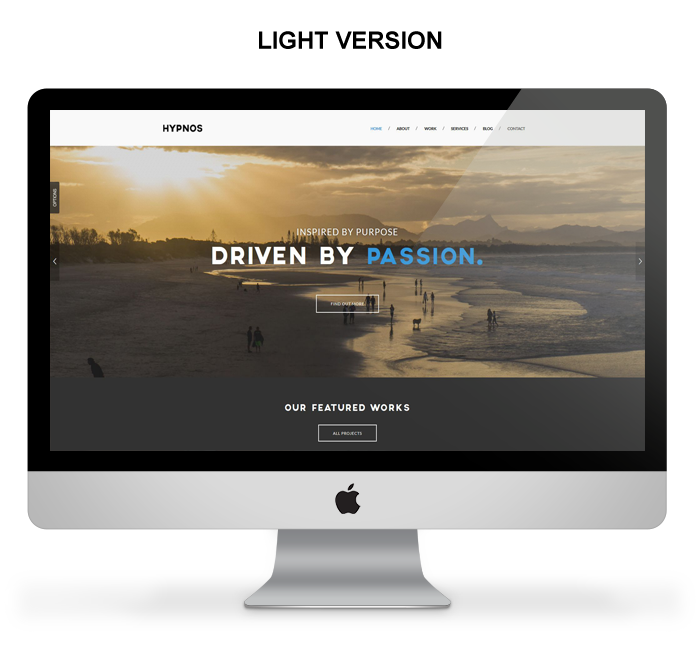 LIGHT VERSION
HYPNOS
HOME / ABOUT / WORK / SERVICES / BLOG / CONTACT
OPTIONS
INSPIRED BY PURPOSE
DRIVEN BY PASSION.
FIND OUT MORE
OUR FEATURED WORKS
ALL PROJECTS